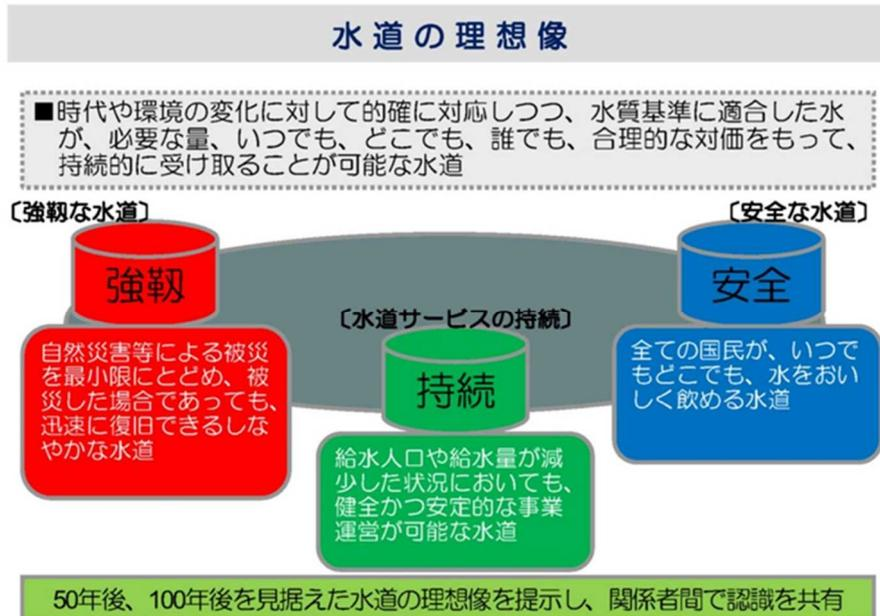 水道の理想像
■時代や環境の変化に対して的確に対応しつつ、水質基準に適合した水
が、必要な量、いつでも、どこでも、誰でも、合理的な対価をもって、
持続的に受け取ることが可能な水道
〔強靱な水道〕
強靱
自然災害等による被災
を最小限にとどめ、被
災した場合であっても、
迅速に復旧できるしな
やかな水道
〔水道サービスの持続〕
持続
給水人口や給水量が減
少した状況においても、
健全かつ安定的な事業
運営が可能な水道
〔安全な水道〕
安全
全ての国民が、いつで
もどこでも、水をおい
しく飲める水道
50年後、100年後を見据えた水道の理想像を提示し、関係者間で認識を共有